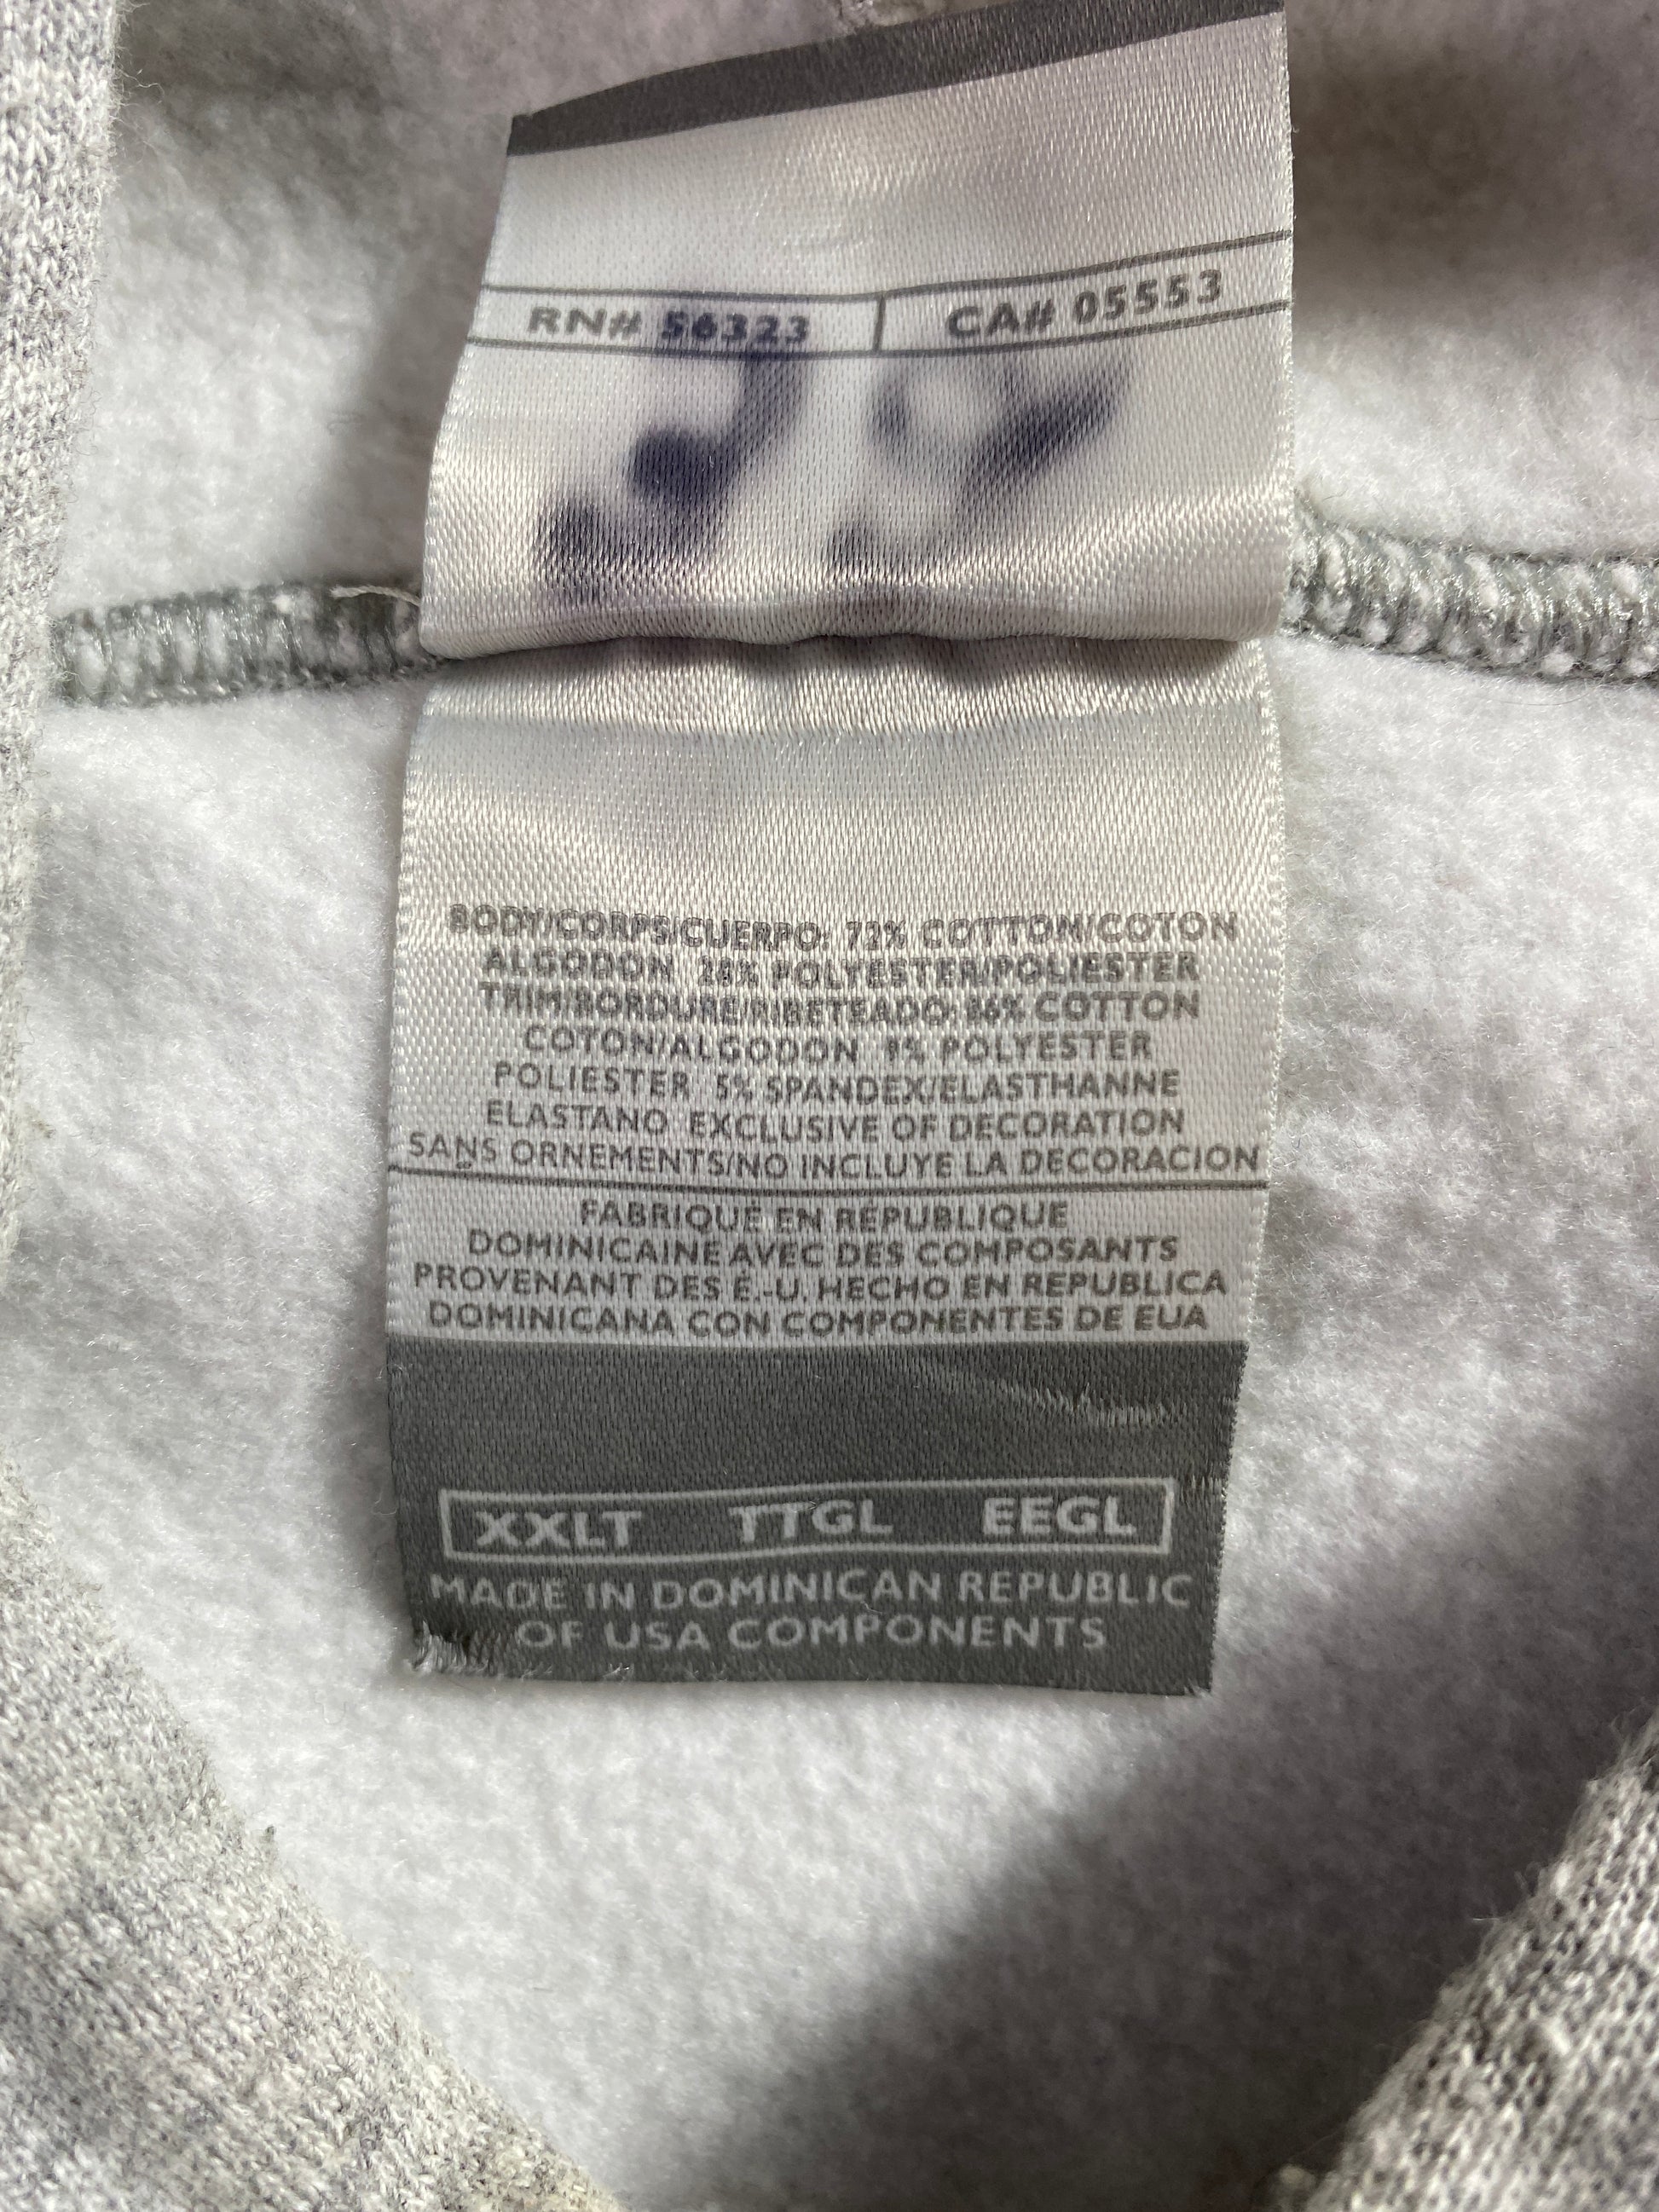 RN# 56323 CA# 05553
BODY/CORPS/CUERPO: 72% COTTON/COTON
ALGODON 28% POLYESTER/POLIESTER
TRIM/BORDURE/RIBETEADO: 86% COTTON
COTON/ALGODON 9% POLYESTER
POLIESTER 5% SPANDEX/ELASTHANNE
ELASTANO EXCLUSIVE OF DECORATION
SANS ORNEMENTS/NO INCLUYE LA DECORACION
FABRIQUÉ EN RÉPUBLIQUE
DOMINICAINE AVEC DES COMPOSANTS
PROVENANT DES É.-U. HECHO EN REPUBLICA
DOMINICANA CON COMPONENTES DE EUA
XXLT TTGL EEGL
MADE IN DOMINICAN REPUBLIC
OF USA COMPONENTS